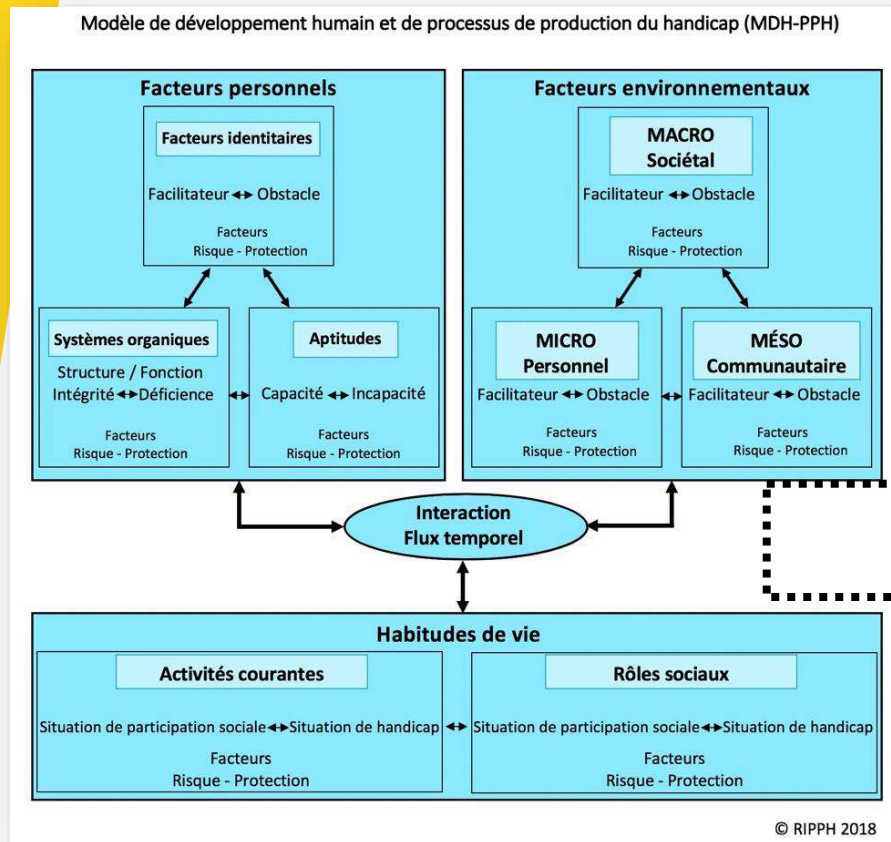 Modèle de développement humain et de processus de production du handicap (MDH-PPH)
Facteurs personnels
Facteurs identitaires
Facilitateur ↔ Obstacle
Facteurs
Risque - Protection
Systèmes organiques
Structure / Fonction
Intégrité ↔ Déficience
Facteurs
Risque - Protection
Aptitudes
Capacité ↔ Incapacité
Facteurs
Risque - Protection
Facteurs environnementaux
MACRO
Sociétal
Facilitateur ↔ Obstacle
Facteurs
Risque - Protection
MICRO
Personnel
Facilitateur ↔ Obstacle
Facteurs
Risque - Protection
MÉSO
Communautaire
Facilitateur ↔ Obstacle
Facteurs
Risque - Protection
Interaction
Flux temporel
Habitudes de vie
Activités courantes
Situation de participation sociale ↔ Situation de handicap
Facteurs
Risque - Protection
Rôles sociaux
Situation de participation sociale ↔ Situation de handicap
Facteurs
Risque - Protection
© RIPPH 2018